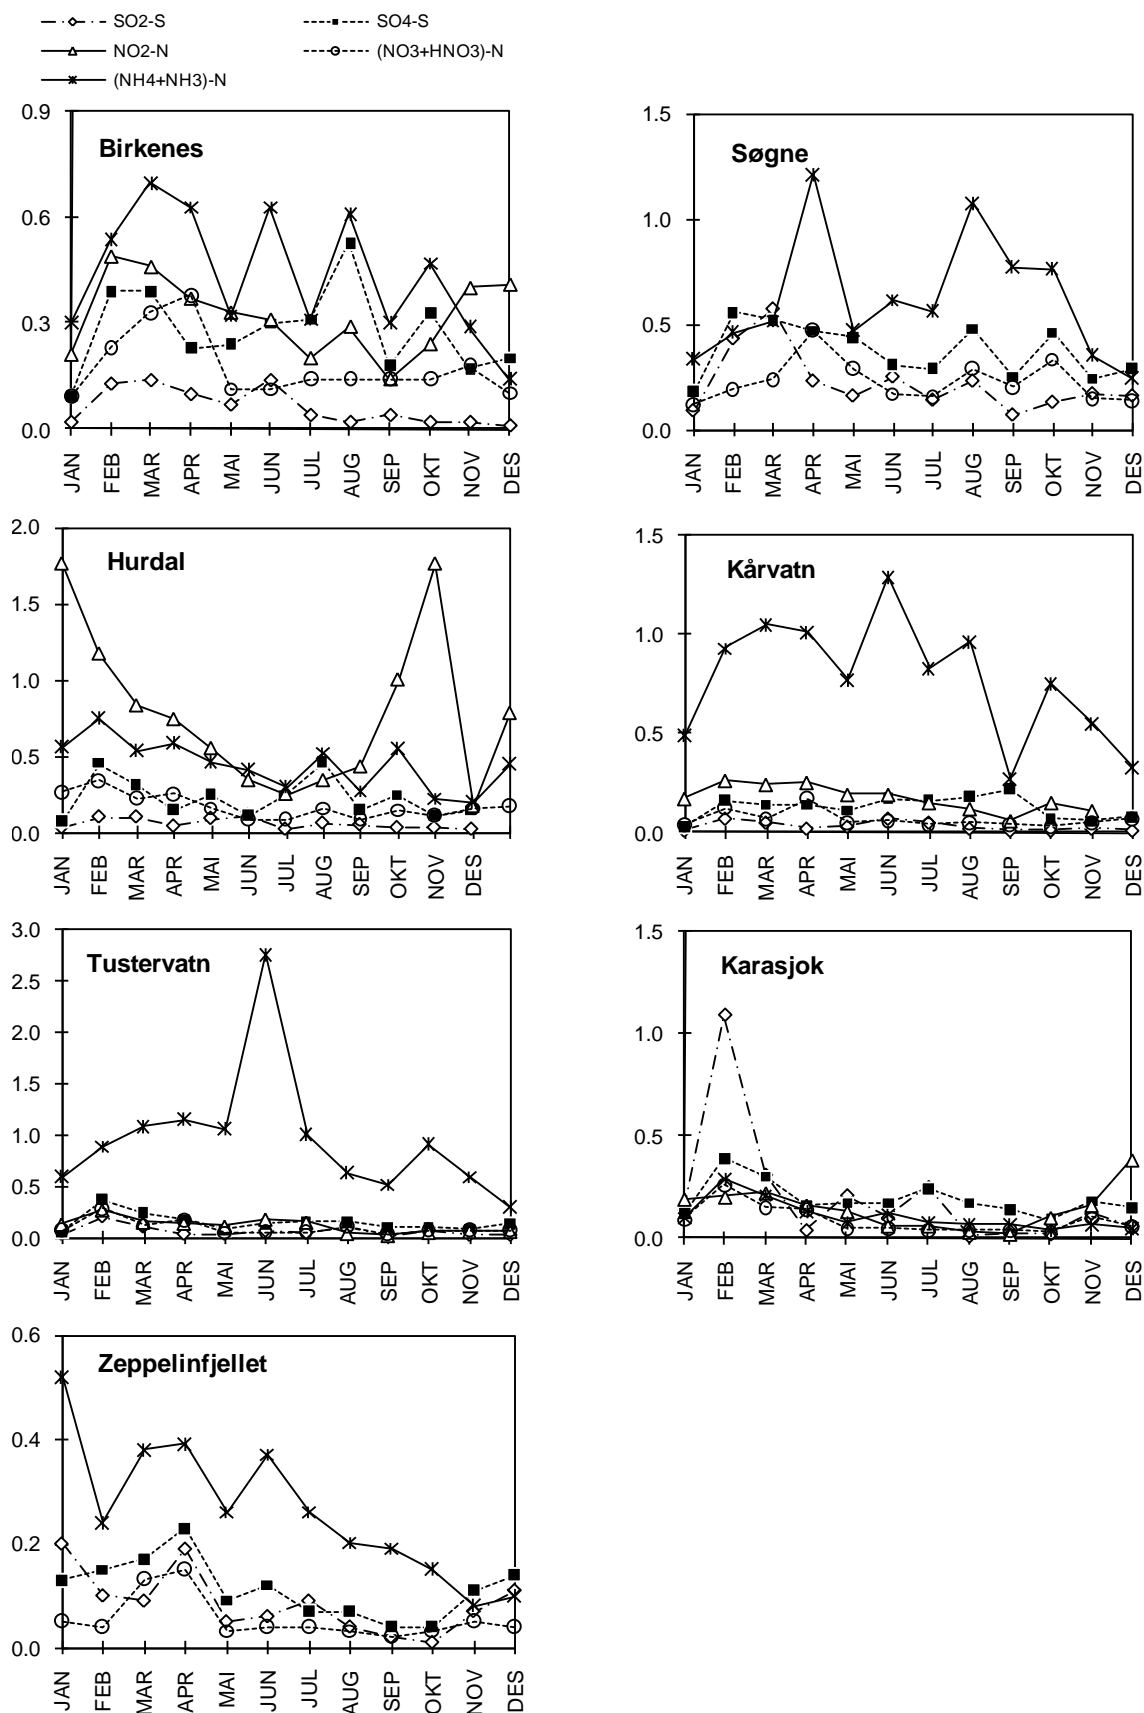 SO2-S SO4-S
NO2-N (NO3+HNO3)-N
(NH4+NH3)-N
Birkenes
0.9
0.6
0.3
0.0
JAN FEB MAR APR MAI JUN JUL AUG SEP OKT NOV DES
Søgne
1.5
1.0
0.5
0.0
JAN FEB MAR APR MAI JUN JUL AUG SEP OKT NOV DES
Hurdal
2.0
1.5
1.0
0.5
0.0
JAN FEB MAR APR MAI JUN JUL AUG SEP OKT NOV DES
Kårvatn
1.5
1.0
0.5
0.0
JAN FEB MAR APR MAI JUN JUL AUG SEP OKT NOV DES
Tustervatn
3.0
2.5
2.0
1.5
1.0
0.5
0.0
JAN FEB MAR APR MAI JUN JUL AUG SEP OKT NOV DES
Karasjok
1.5
1.0
0.5
0.0
JAN FEB MAR APR MAI JUN JUL AUG SEP OKT NOV DES
Zeppelinfjellet
0.6
0.4
0.2
0.0
JAN FEB MAR APR MAI JUN JUL AUG SEP OKT NOV DES